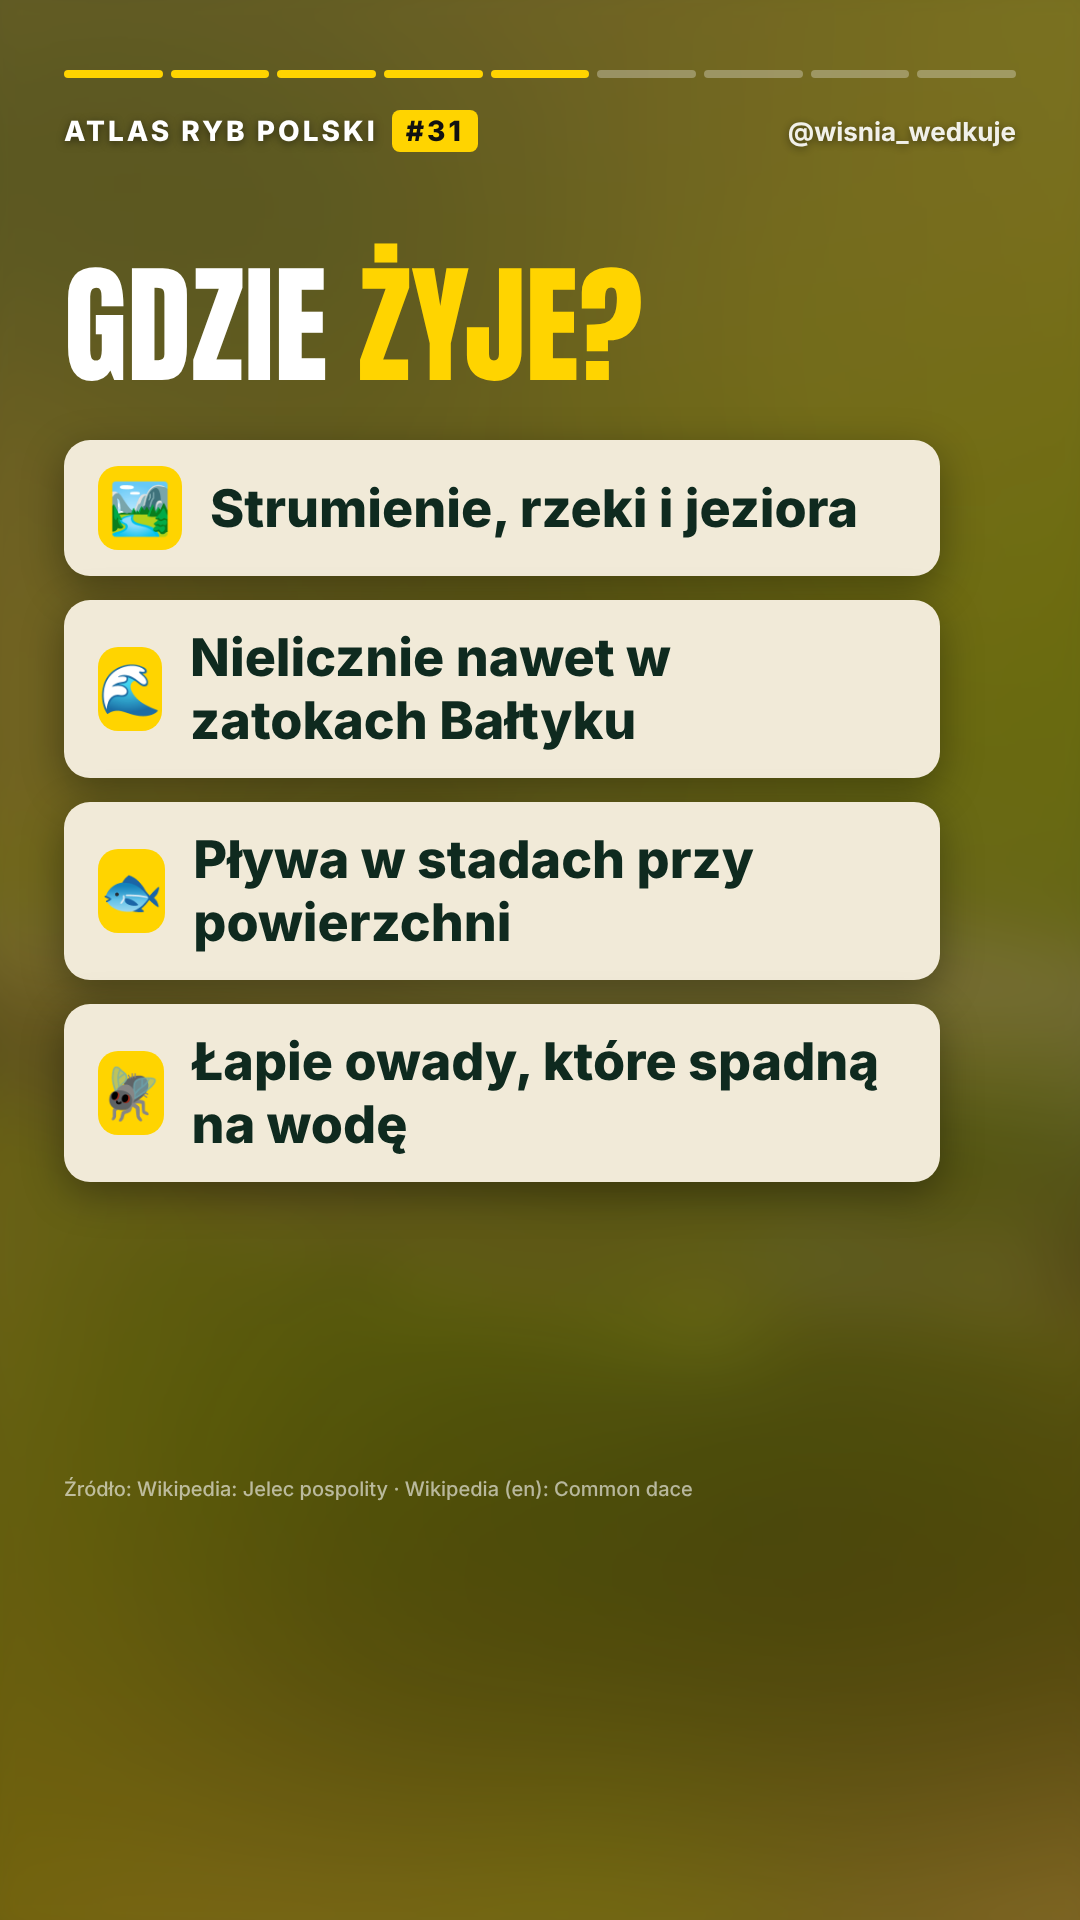 ATLAS RYB POLSKI #31
@wisnia_wedkuje
GDZIE ŻYJE?
Strumienie, rzeki i jeziora
Nielicznie nawet w
zatokach Bałtyku
Pływa w stadach przy
powierzchni
Łapie owady, które spadną
na wodę
Źródło: Wikipedia: Jelec pospolity · Wikipedia (en): Common dace